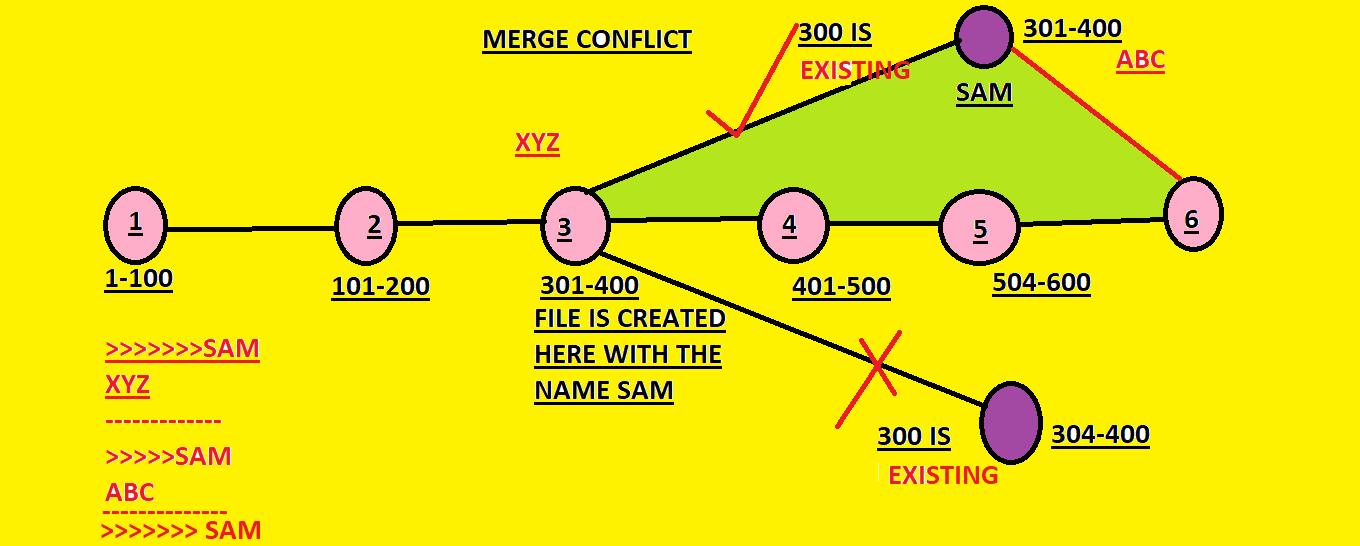 MERGE CONFLICT
300 IS
EXISTING
301-400
ABC
SAM
XYZ
1
2
3
4
5
6
1-100
101-200
301-400
401-500
504-600
FILE IS CREATED
HERE WITH THE
NAME SAM
>>>>>>>SAM
XYZ
-------------
>>>>>SAM
ABC
--------------
>>>>>>> SAM
300 IS
EXISTING
304-400